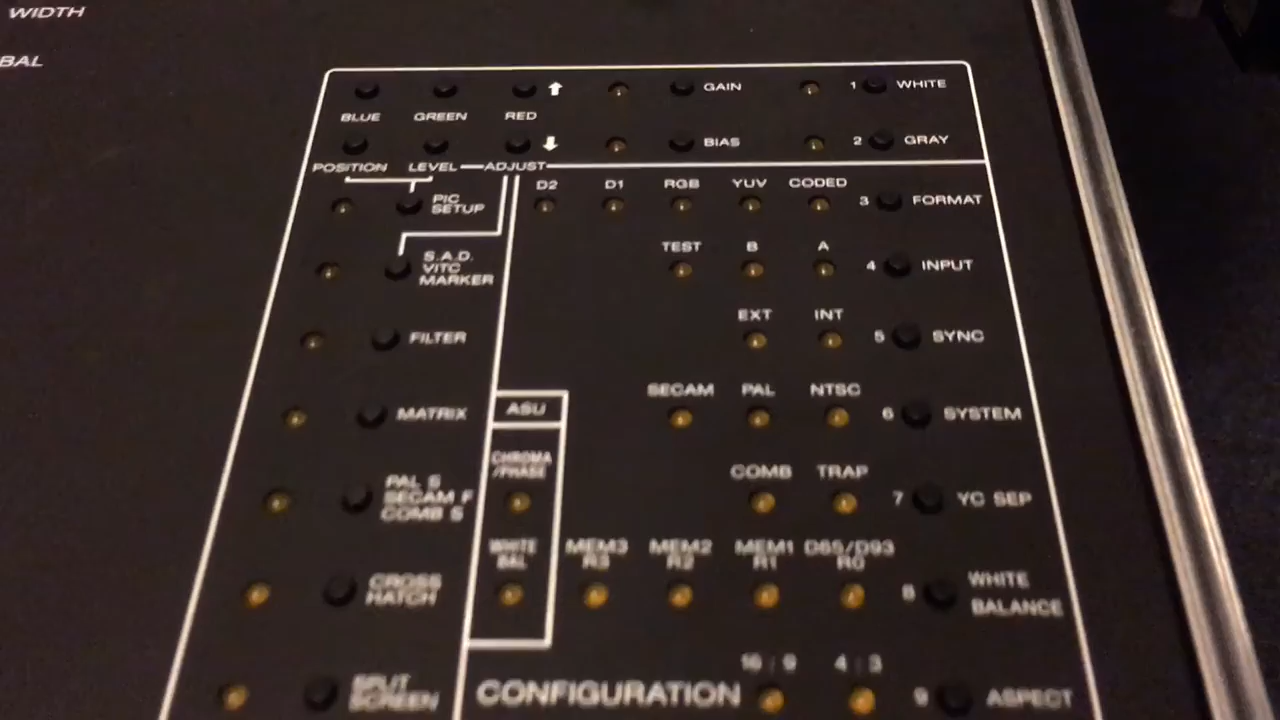 WIDTH
BAL
GAIN
1 WHITE
BLUE GREEN RED
BIAS
2 GRAY
POSITION LEVEL ADJUST
D2 D1 RGB YUV CODED
PIC
SETUP
3 FORMAT
TEST B A
S.A.D.
VITC
MARKER
4 INPUT
EXT INT
FILTER
5 SYNC
SECAM PAL NTSC
ASU
MATRIX
6 SYSTEM
CHROMA
/PHASE
COMB TRAP
PAL S
SECAM F
COMB S
7 YC SEP
WHITE
BAL
MEM3
R3
MEM2
R2
MEM1
R1
D65/D93
R0
CROSS
HATCH
8 WHITE
BALANCE
16:9 4:3
SPLIT
SCREEN
CONFIGURATION
9 ASPECT